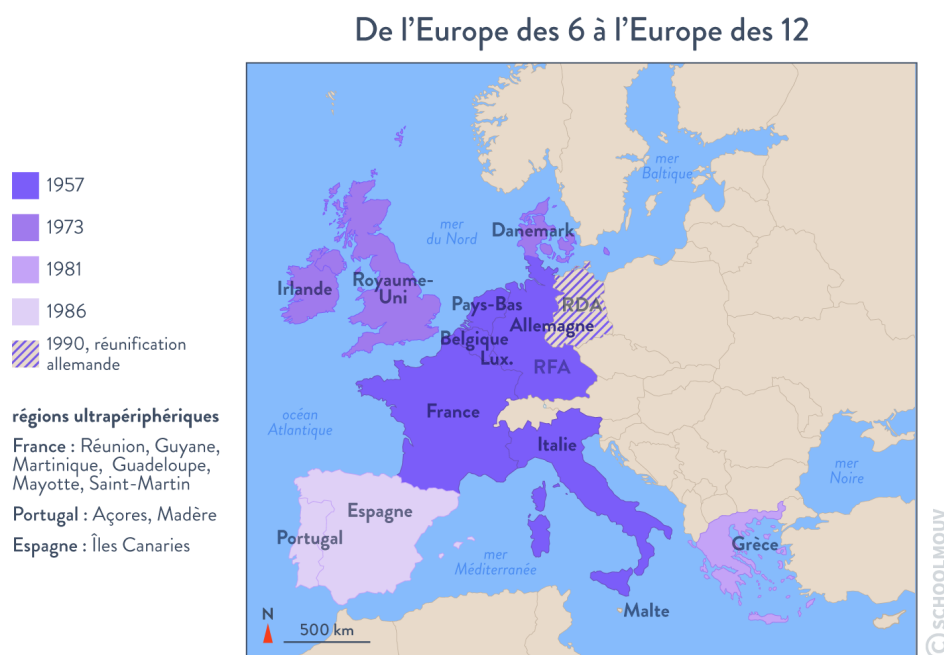 De l'Europe des 6 à l'Europe des 12
1957
1973
1981
1986
1990, réunification
allemande
régions ultrapériphériques
France : Réunion, Guyane,
Martinique, Guadeloupe,
Mayotte, Saint-Martin
Portugal : Açores, Madère
Espagne : Îles Canaries
mer
Baltique
mer
du Nord
Danemark
Irlande
Royaume-
Uni
Pays-Bas
RDA
Allemagne
Belgique
Lux.
RFA
océan
Atlantique
France
Italie
mer
Noire
Espagne
Portugal
Grèce
mer
Méditerranée
Malte
N
500 km
© SCHOOLMOUV